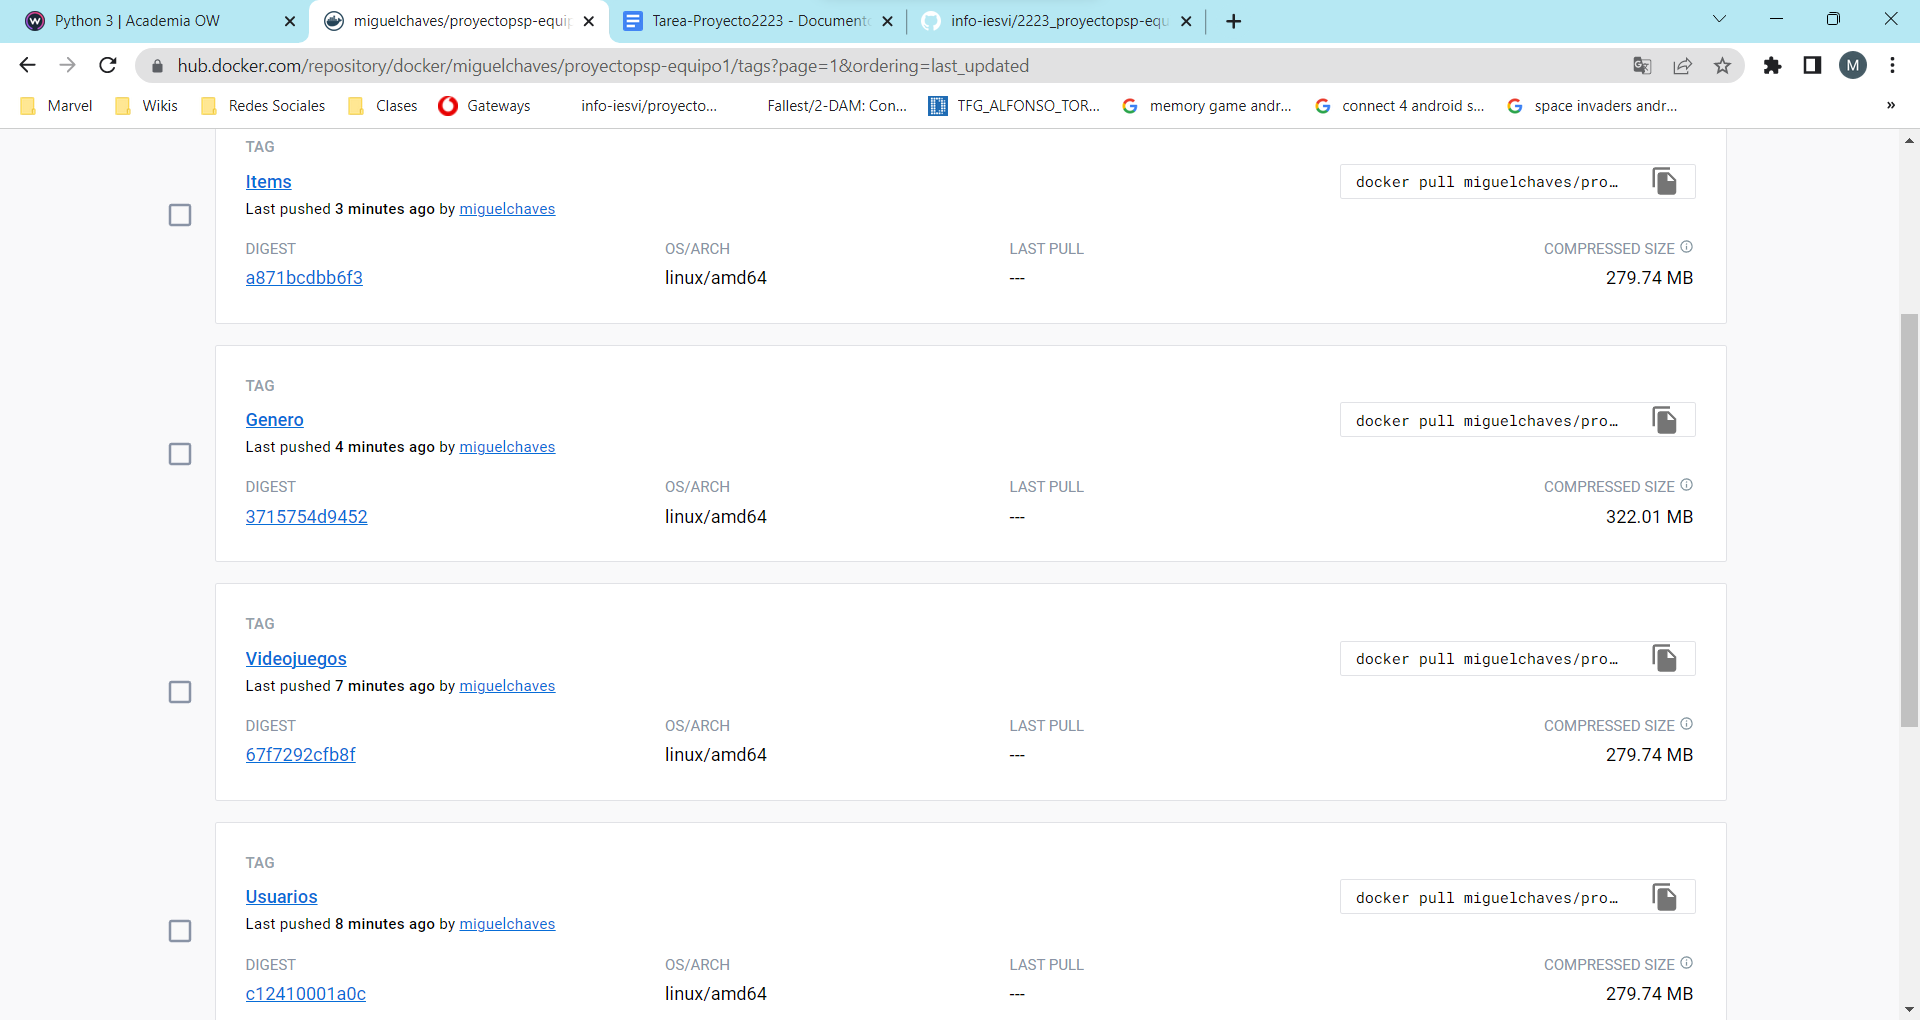 Python 3 | Academia OW
miguelchaves/proyectopsp-equip
Tarea-Proyecto2223 - Document
info-iesvi/2223_proyectopsp-equ
hub.docker.com/repository/docker/miguelchaves/proyectopsp-equipo1/tags?page=1&ordering=last_updated
M
Marvel
Wikis
Redes Sociales
Clases
Gateways
info-iesvi/proyecto...
Fallest/2-DAM: Con...
TFG_ALFONSO_TOR...
memory game andr...
connect 4 android s...
space invaders andr...
»
TAG
Items
docker pull miguelchaves/pro…
Last pushed 3 minutes ago by miguelchaves
DIGEST OS/ARCH LAST PULL COMPRESSED SIZE
a871bcdbb6f3 linux/amd64 --- 279.74 MB
TAG
Genero
docker pull miguelchaves/pro…
Last pushed 4 minutes ago by miguelchaves
DIGEST OS/ARCH LAST PULL COMPRESSED SIZE
3715754d9452 linux/amd64 --- 322.01 MB
TAG
Videojuegos
docker pull miguelchaves/pro…
Last pushed 7 minutes ago by miguelchaves
DIGEST OS/ARCH LAST PULL COMPRESSED SIZE
67f7292cfb8f linux/amd64 --- 279.74 MB
TAG
Usuarios
docker pull miguelchaves/pro…
Last pushed 8 minutes ago by miguelchaves
DIGEST OS/ARCH LAST PULL COMPRESSED SIZE
c12410001a0c linux/amd64 --- 279.74 MB